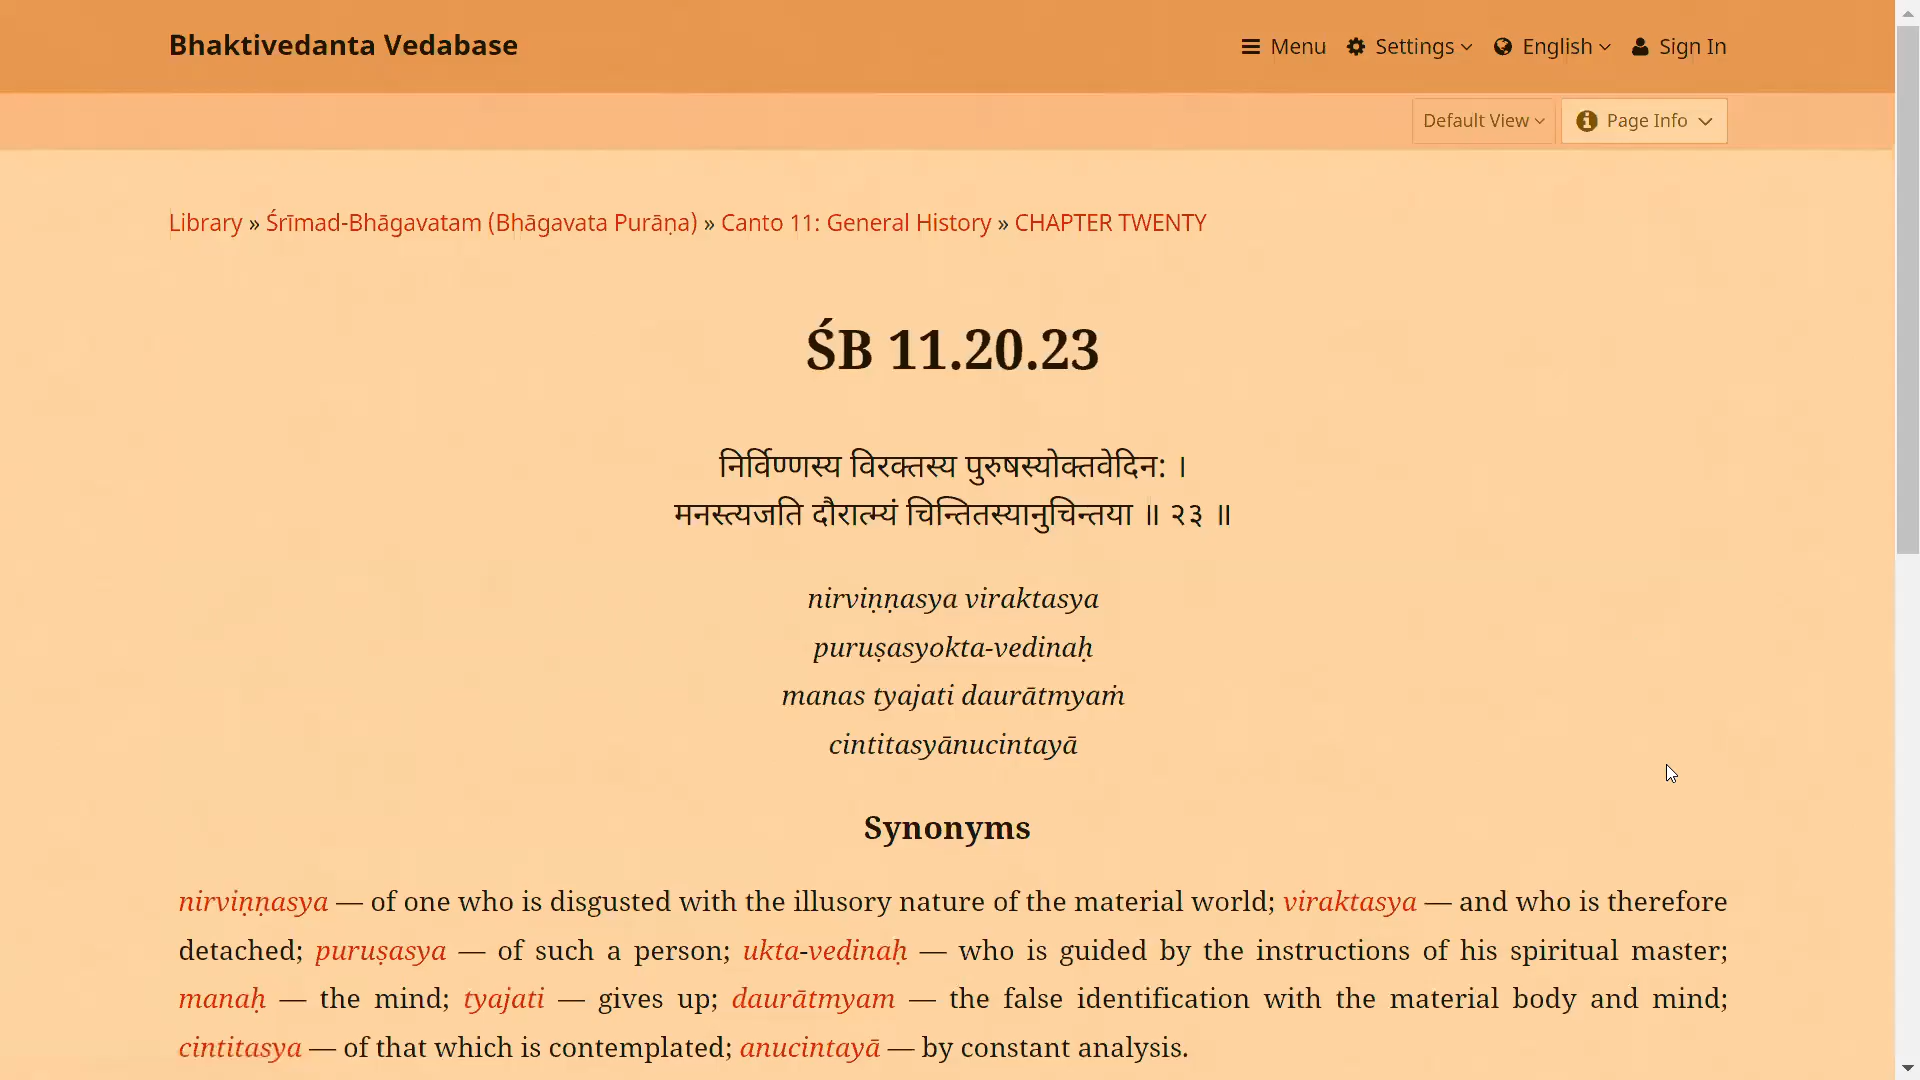 Bhaktivedanta Vedabase
Menu Settings English Sign In
Default View Page Info
Library » Śrīmad-Bhāgavatam (Bhāgavata Purāṇa) » Canto 11: General History » CHAPTER TWENTY
ŚB 11.20.23
निर्विण्णस्य विरक्तस्य पुरुषस्योक्तवेदिन: ।
मनस्त्यजति दौरात्म्यं चिन्तितस्यानुचिन्तया ॥ २३ ॥
nirviṇṇasya viraktasya
puruṣasyokta-vedinaḥ
manas tyajati daurātmyaṁ
cintitasyānucintayā
Synonyms
nirviṇṇasya — of one who is disgusted with the illusory nature of the material world; viraktasya — and who is therefore
detached; puruṣasya — of such a person; ukta-vedinaḥ — who is guided by the instructions of his spiritual master;
manaḥ — the mind; tyajati — gives up; daurātmyam — the false identification with the material body and mind;
cintitasya — of that which is contemplated; anucintayā — by constant analysis.